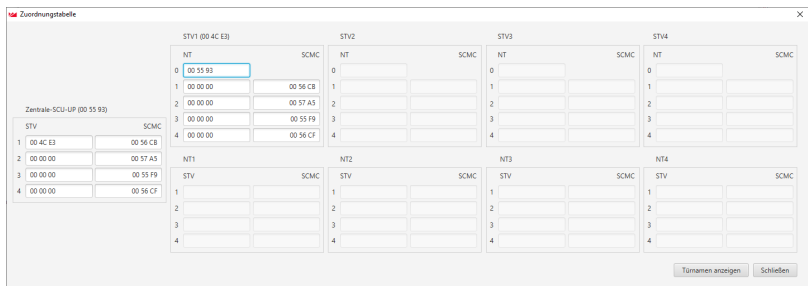 Zuordnungstabelle
STV1 (00 4C E3) STV2 STV3 STV4
NT SCMC NT SCMC NT SCMC NT SCMC
0 00 55 93 0 0 0
1 00 00 00 00 56 CB 1 1 1
2 00 00 00 00 57 A5 2 2 2
3 00 00 00 00 55 F9 3 3 3
4 00 00 00 00 56 CF 4 4 4
Zentrale-SCU-UP (00 55 93)
STV SCMC
1 00 4C E3 00 56 CB
2 00 00 00 00 57 A5
3 00 00 00 00 55 F9
4 00 00 00 00 56 CF
NT1 NT2 NT3 NT4
STV SCMC STV SCMC STV SCMC STV SCMC
1 1 1 1
2 2 2 2
3 3 3 3
4 4 4 4
Türnamen anzeigen Schließen